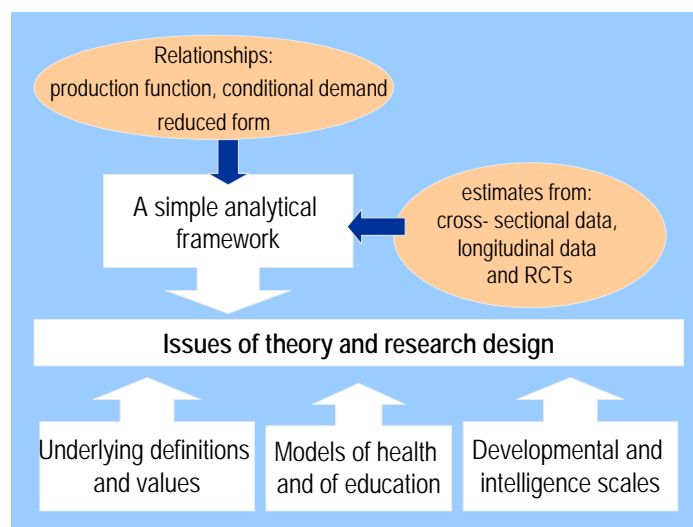 Relationships:
production function, conditional demand
reduced form
A simple analytical
framework
estimates from:
cross- sectional data,
longitudinal data
and RCTs
Issues of theory and research design
Underlying definitions
and values
Models of health
and of education
Developmental and
intelligence scales